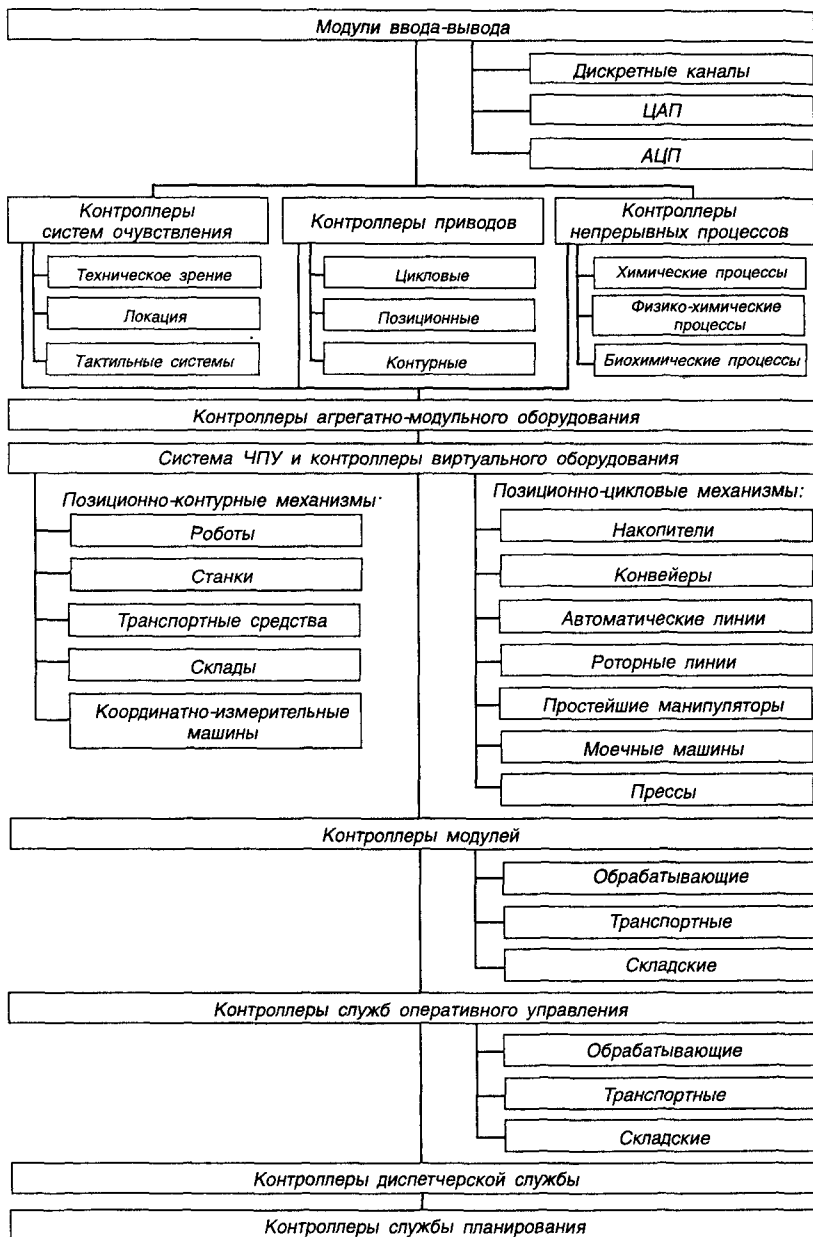 Модули ввода-вывода
Дискретные каналы
ЦАП
АЦП
Контроллеры
систем очувствления
Техническое зрение
Локация
Тактильные системы
Контроллеры приводов
Цикловые
Позиционные
Контурные
Контроллеры
непрерывных процессов
Химические процессы
Физико-химические
процессы
Биохимические процессы
Контроллеры агрегатно-модульного оборудования
Система ЧПУ и контроллеры виртуального оборудования
Позиционно-контурные механизмы:
Роботы
Станки
Транспортные средства
Склады
Координатно-измерительные
машины
Позиционно-цикловые механизмы:
Накопители
Конвейеры
Автоматические линии
Роторные линии
Простейшие манипуляторы
Моечные машины
Прессы
Контроллеры модулей
Обрабатывающие
Транспортные
Складские
Контроллеры служб оперативного управления
Обрабатывающие
Транспортные
Складские
Контроллеры диспетчерской службы
Контроллеры службы планирования